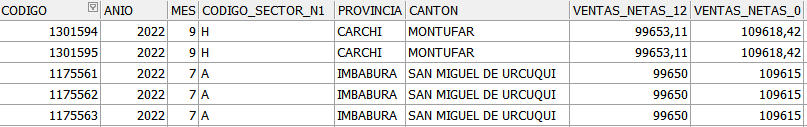 CODIGO ANIO MES CODIGO_SECTOR_N1 PROVINCIA CANTON VENTAS_NETAS_12 VENTAS_NETAS_0
1301594 2022 9 H CARCHI MONTUFAR 99653,11 109618,42
1301595 2022 9 H CARCHI MONTUFAR 99653,11 109618,42
1175561 2022 7 A IMBABURA SAN MIGUEL DE URCUQUI 99650 109615
1175562 2022 7 A IMBABURA SAN MIGUEL DE URCUQUI 99650 109615
1175563 2022 7 A IMBABURA SAN MIGUEL DE URCUQUI 99650 109615